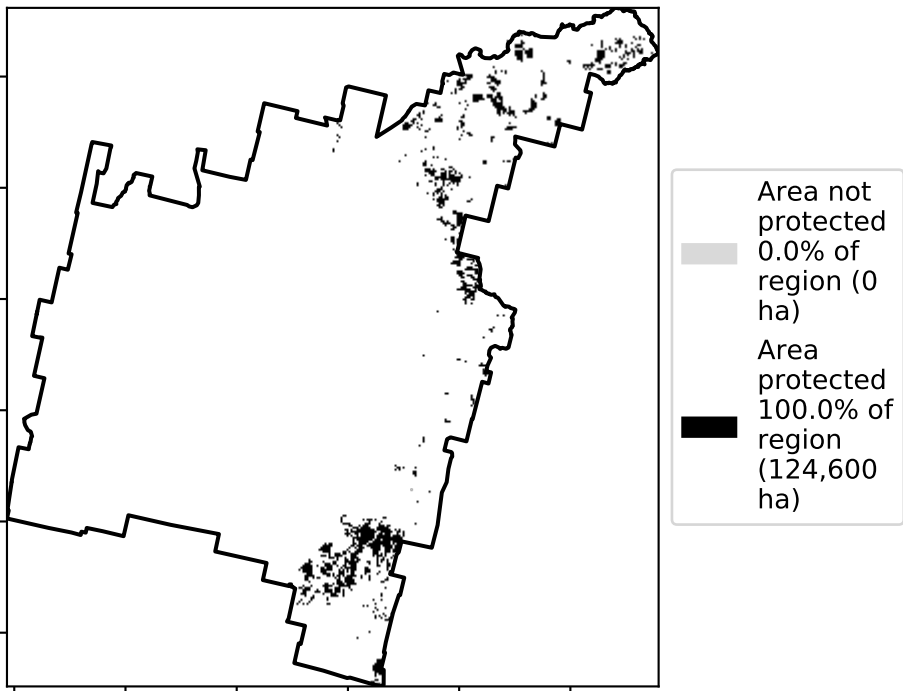 Area not
protected
0.0% of
region (0
ha)
Area
protected
100.0% of
region
(124,600
ha)